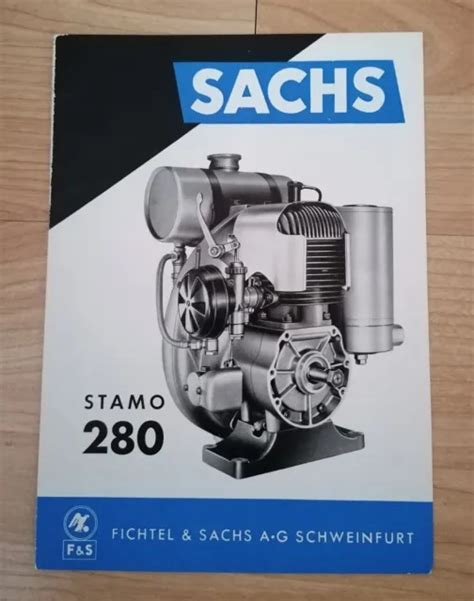 SACHS
STAMO
280
F&S
FICHTEL & SACHS A•G SCHWEINFURT